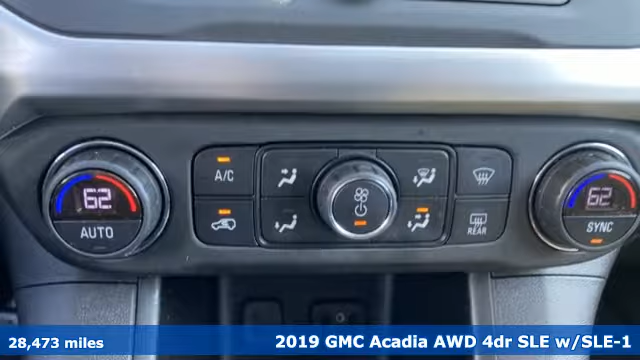 62
AUTO
A/C
REAR
62
SYNC
28,473 miles
2019 GMC Acadia AWD 4dr SLE w/SLE-1